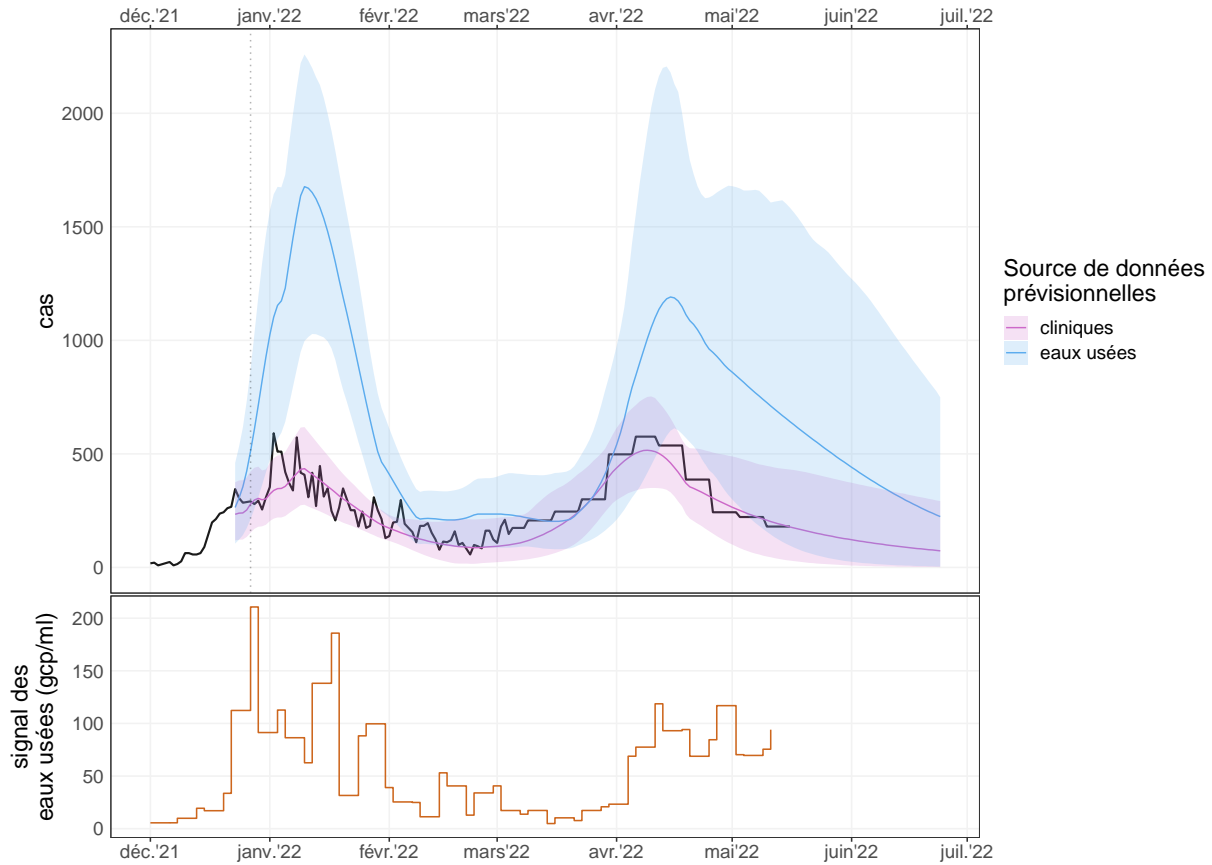 déc.'21 janv.'22 févr.'22 mars'22 avr.'22 mai'22 juin'22 juil.'22
2000
1500
1000
500
0
cas
Source de données
prévisionnelles
cliniques
eaux usées
200
150
100
50
0
signal des
eaux usées (gcp/ml)
déc.'21 janv.'22 févr.'22 mars'22 avr.'22 mai'22 juin'22 juil.'22